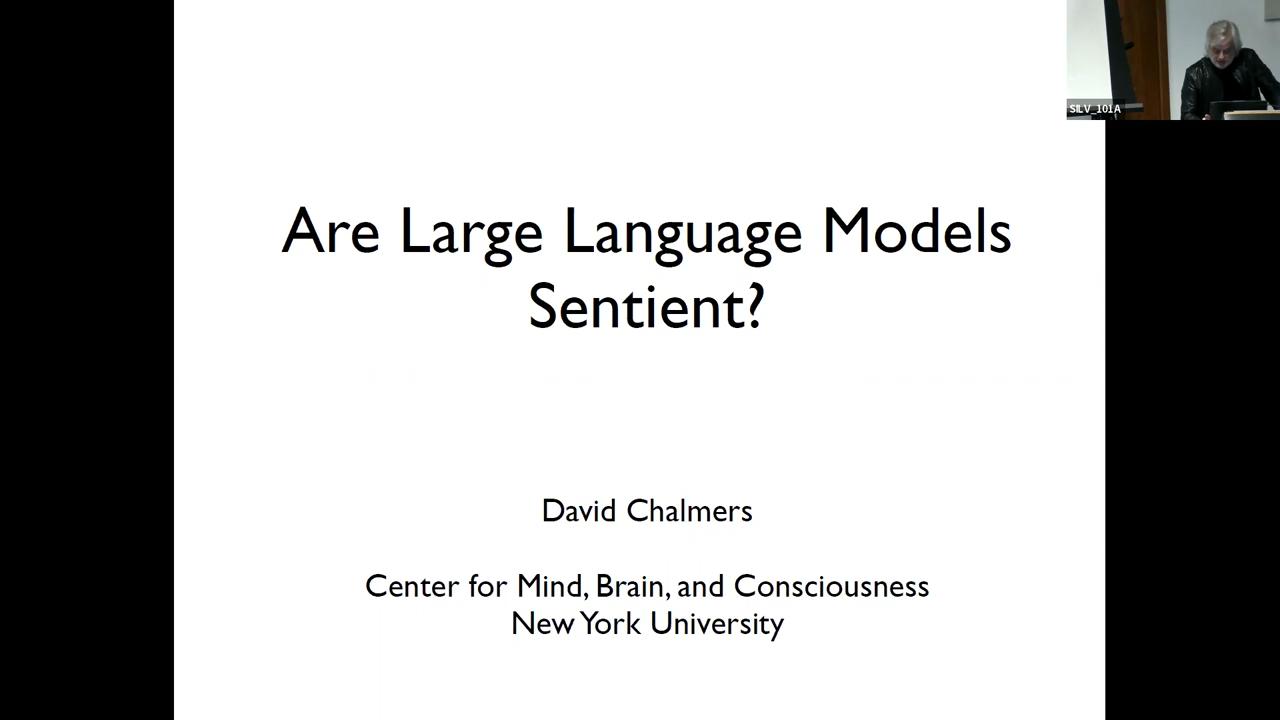 SILV_101A
Are Large Language Models
Sentient?
David Chalmers
Center for Mind, Brain, and Consciousness
New York University